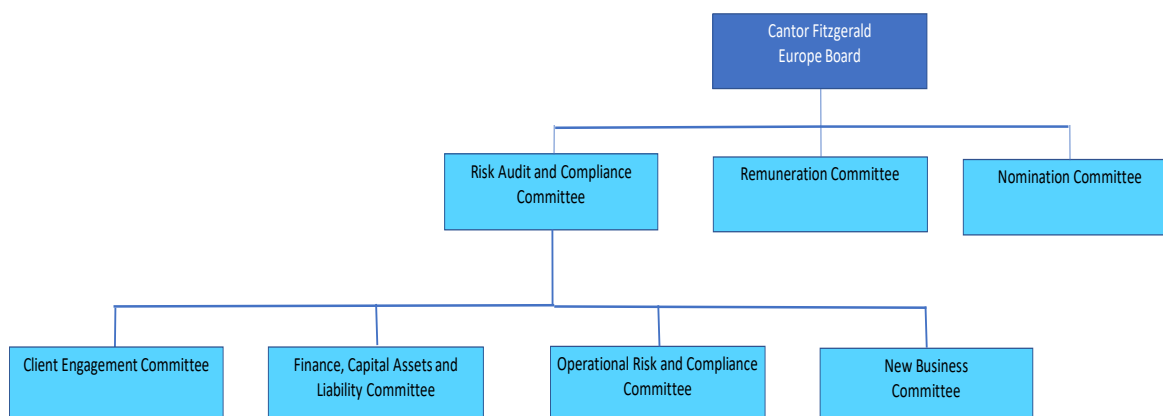 Cantor Fitzgerald
Europe Board
Risk Audit and Compliance
Committee
Remuneration Committee
Nomination Committee
Client Engagement Committee
Finance, Capital Assets and
Liability Committee
Operational Risk and Compliance
Committee
New Business
Committee